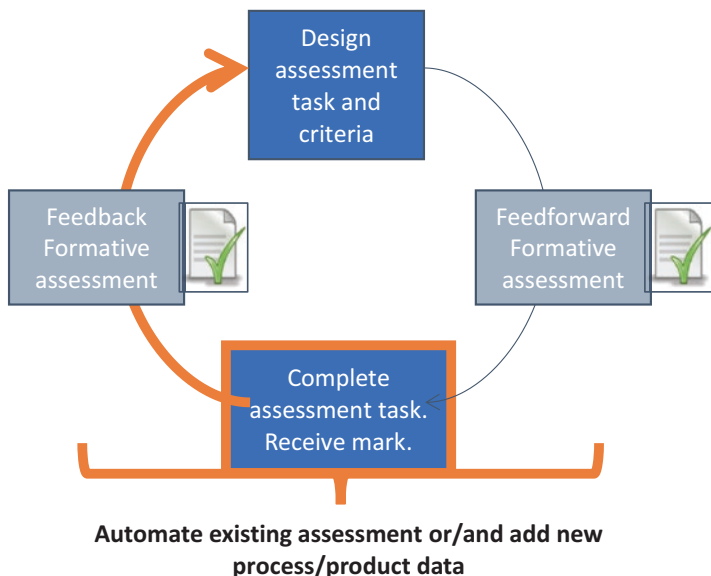 Design
assessment
task and
criteria
Feedback
Formative
assessment
Feedforward
Formative
assessment
Complete
assessment task.
Receive mark.
Automate existing assessment or/and add new
process/product data